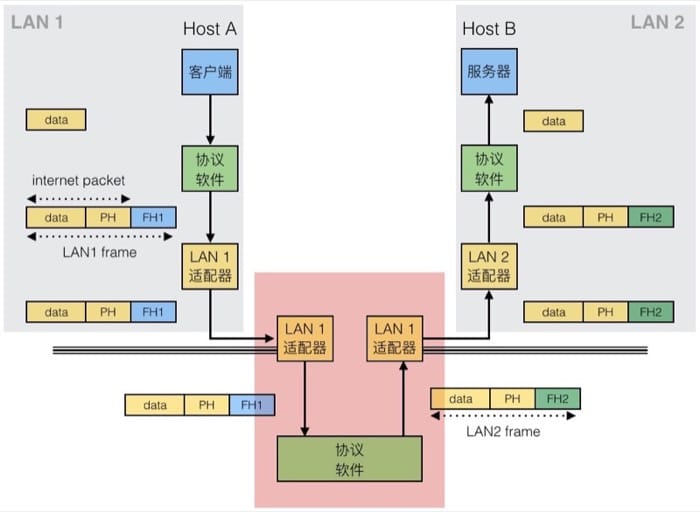 LAN 1
Host A
Host B
LAN 2
客户端
服务器
data
data
协议
软件
协议
软件
internet packet
data PH FH1
data PH FH2
LAN1 frame
LAN 1
适配器
LAN 2
适配器
data PH FH1
data PH FH2
LAN 1
适配器
LAN 1
适配器
data PH FH1
data PH FH2
LAN2 frame
协议
软件